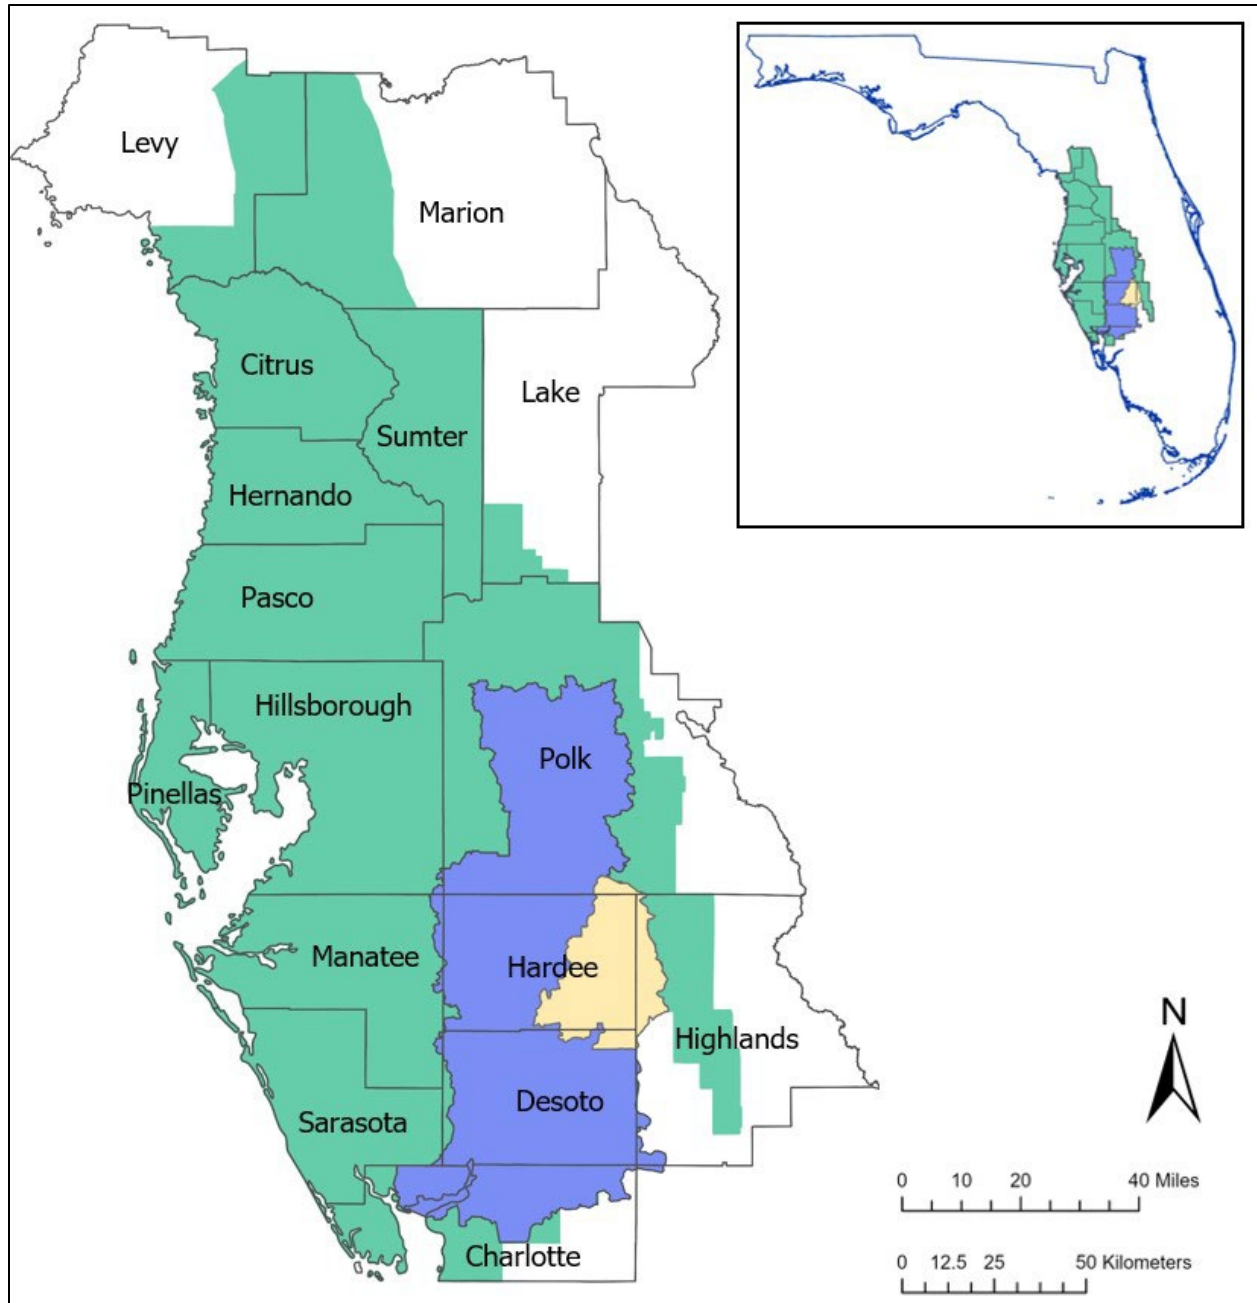 Levy
Marion
Citrus
Lake
Sumter
Hernando
Pasco
Hillsborough
Polk
Pinellas
Manatee
Hardee
Highlands
Desoto
Sarasota
Charlotte
N
0 10 20 40 Miles
0 12.5 25 50 Kilometers